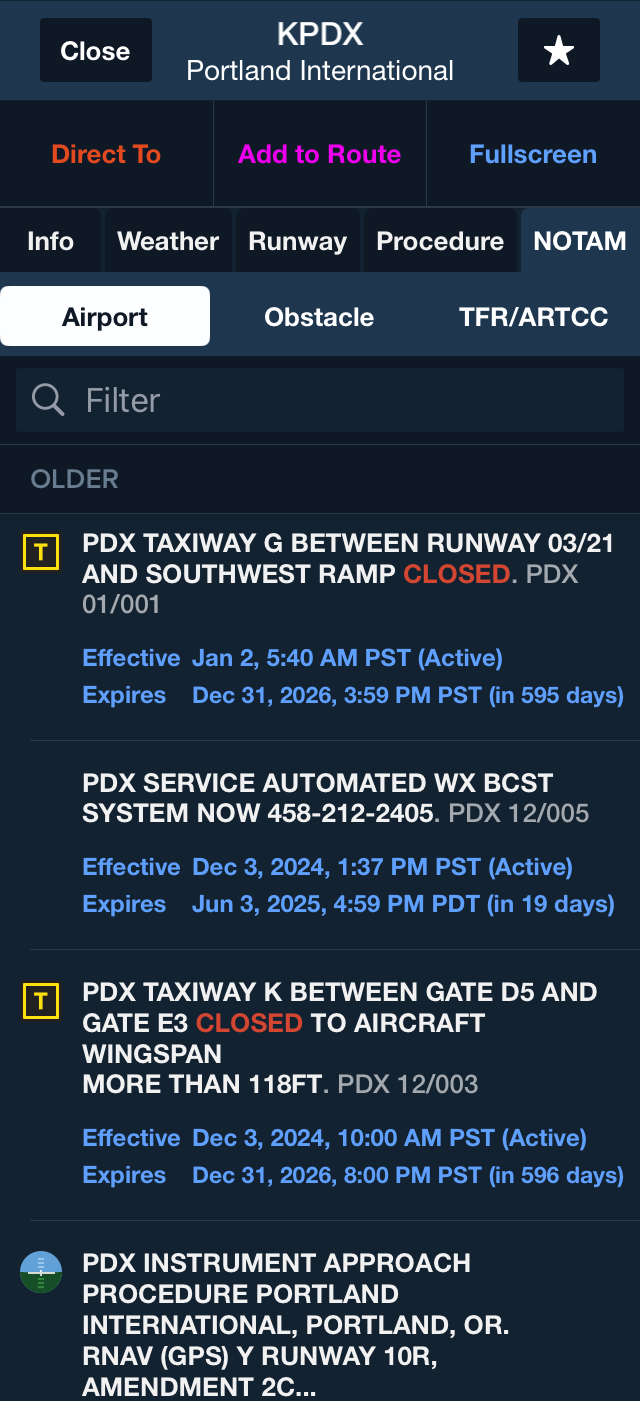 Close
KPDX
Portland International
Direct To
Add to Route
Fullscreen
Info
Weather
Runway
Procedure
NOTAM
Airport
Obstacle
TFR/ARTCC
Filter
OLDER
T
PDX TAXIWAY G BETWEEN RUNWAY 03/21
AND SOUTHWEST RAMP CLOSED. PDX
01/001
Effective Jan 2, 5:40 AM PST (Active)
Expires Dec 31, 2026, 3:59 PM PST (in 595 days)
PDX SERVICE AUTOMATED WX BCST
SYSTEM NOW 458-212-2405. PDX 12/005
Effective Dec 3, 2024, 1:37 PM PST (Active)
Expires Jun 3, 2025, 4:59 PM PDT (in 19 days)
T
PDX TAXIWAY K BETWEEN GATE D5 AND
GATE E3 CLOSED TO AIRCRAFT
WINGSPAN
MORE THAN 118FT. PDX 12/003
Effective Dec 3, 2024, 10:00 AM PST (Active)
Expires Dec 31, 2026, 8:00 PM PST (in 596 days)
PDX INSTRUMENT APPROACH
PROCEDURE PORTLAND
INTERNATIONAL, PORTLAND, OR.
RNAV (GPS) Y RUNWAY 10R,
AMENDMENT 2C...